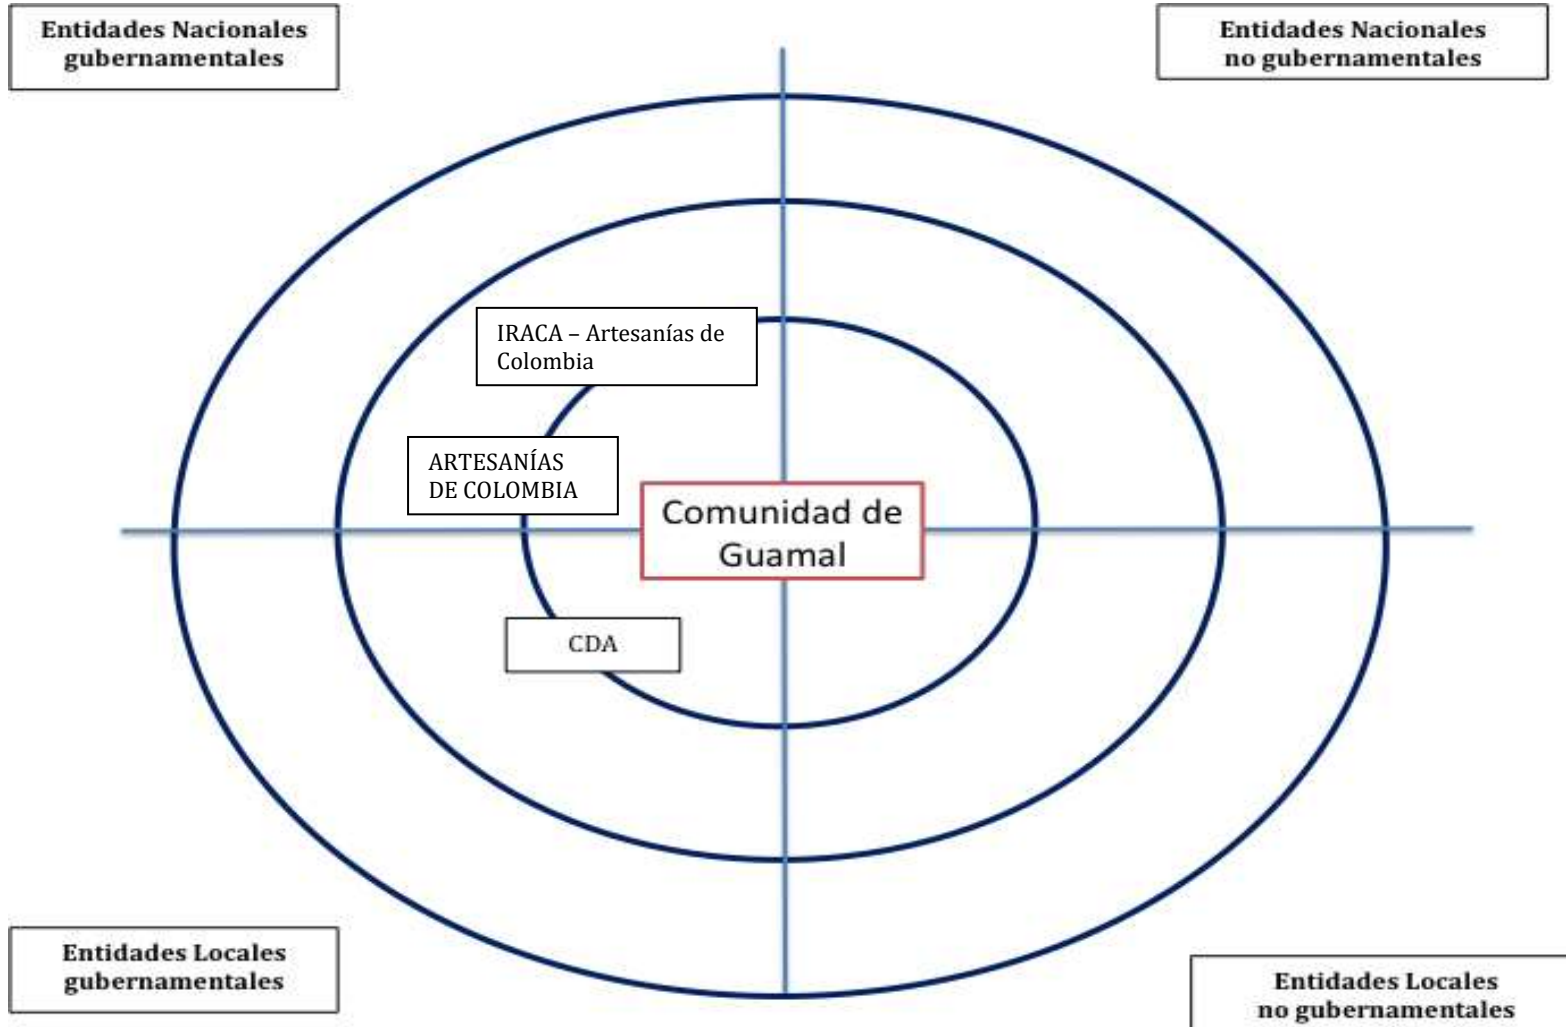 Entidades Nacionales
gubernamentales
Entidades Nacionales
no gubernamentales
IRACA – Artesanías de
Colombia
ARTESANÍAS
DE COLOMBIA
Comunidad de
Guamal
CDA
Entidades Locales
gubernamentales
Entidades Locales
no gubernamentales